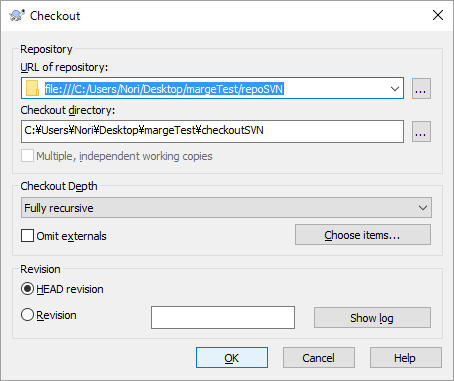 Checkout
Repository
URL of repository:
file:///C:/Users/Nori/Desktop/margeTest/repoSVN
...
Checkout directory:
C:¥Users¥Nori¥Desktop¥margeTest¥checkoutSVN
...
Multiple, independent working copies
Checkout Depth
Fully recursive
Omit externals
Choose items...
Revision
HEAD revision
Revision
Show log
OK
Cancel
Help